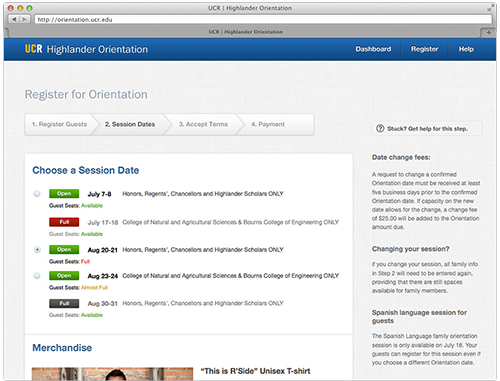 UCR | Highlander Orientation
http://orientation.ucr.edu
UCR | Highlander Orientation
UCR Highlander Orientation
Dashboard
Register
Help
Register for Orientation
1. Register Guests
2. Session Dates
3. Accept Terms
4. Payment
Choose a Session Date
Open July 7-8 Honors, Regents', Chancellors and Highlander Scholars ONLY
Guest Seats: Available
Full July 17-18 College of Natural and Agricultural Sciences & Bourns College of Engineering ONLY
Guest Seats: Available
Open Aug 20-21 Honors, Regents', Chancellors and Highlander Scholars ONLY
Guest Seats: Full
Open Aug 23-24 College of Natural and Agricultural Sciences & Bourns College of Engineering ONLY
Guest Seats: Almost Full
Full Aug 30-31 Honors, Regents', Chancellors and Highlander Scholars ONLY
Guest Seats: Available
Merchandise
"This is R'Side" Unisex T-shirt
? Stuck? Get help for this step.
Date change fees:
A request to change a confirmed
Orientation date must be received at least
five business days prior to the confirmed
Orientation date. If capacity on the new
date allows for the change, a change fee
of $25.00 will be added to the Orientation
amount due.
Changing your session?
if you change your session, all family info
in Step 2 will need to be entered again,
providing that there are still spaces
available for family members.
Spanish language session for
guests
The Spanish Language family orientation
session is only available on July 18. Your
guests can register for this session even if
you choose a different Orientation date.